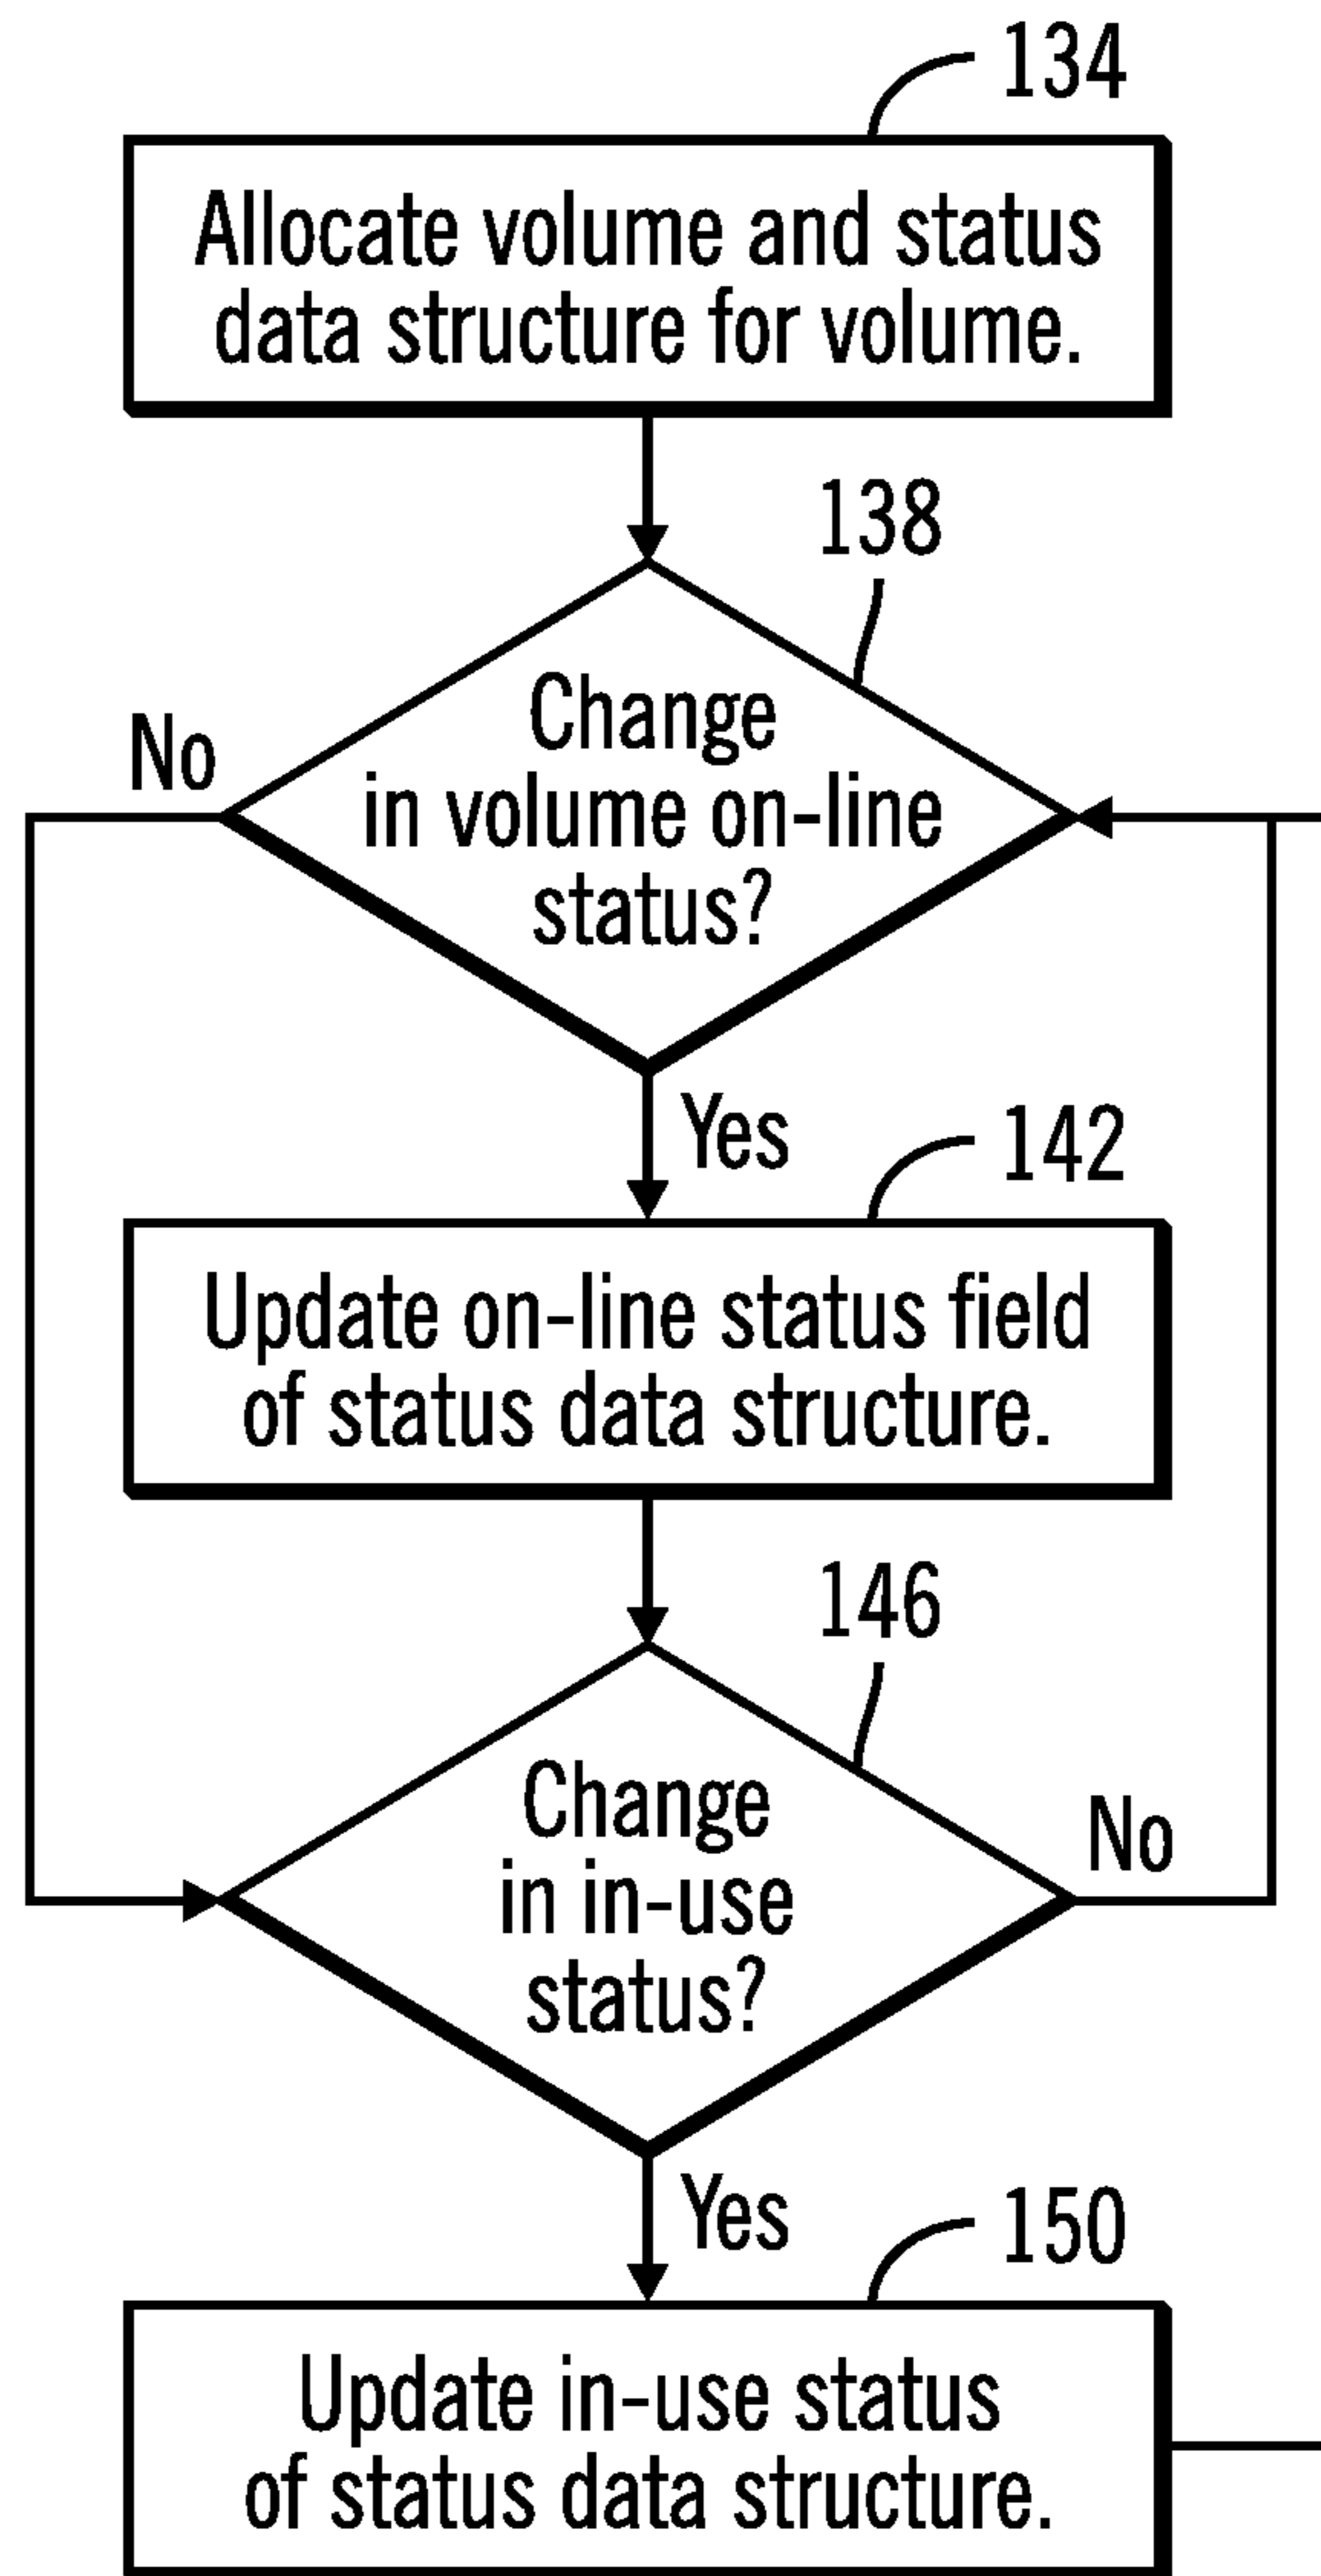 134
Allocate volume and status
data structure for volume.
138
Change
in volume on-line
status?
No
Yes
142
Update on-line status field
of status data structure.
146
Change
in in-use
status?
No
Yes
150
Update in-use status
of status data structure.